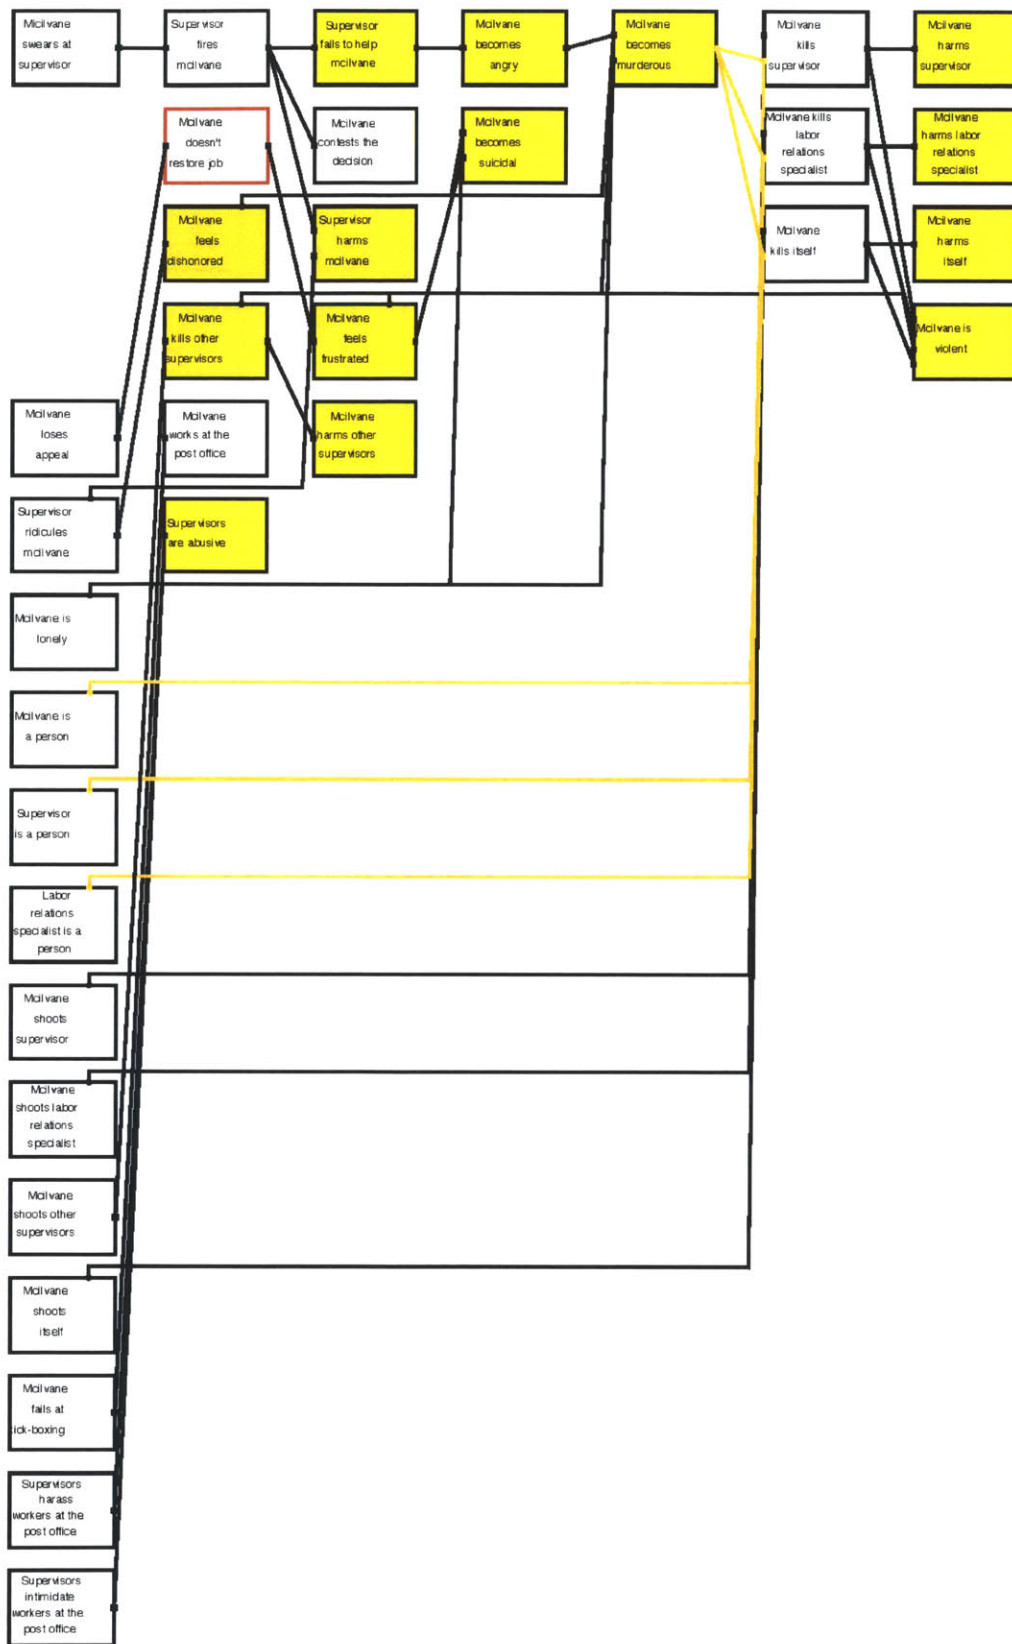 Mcilvane
swears at
supervisor
Supervisor
fires
mcilvane
Supervisor
fails to help
mcilvane
Mcilvane
becomes
angry
Mcilvane
becomes
murderous
Mcilvane
kills
supervisor
Mcilvane
harms
supervisor
Mcilvane
doesn't
restore job
Mcilvane
contests the
decision
Mcilvane
becomes
suicidal
Mcilvane kills
labor
relations
specialist
Mcilvane
harms labor
relations
specialist
Mcilvane
feels
dishonored
Supervisor
harms
mcilvane
Mcilvane
kills itself
Mcilvane
harms
itself
Mcilvane
kills other
supervisors
Mcilvane
feels
frustrated
Mcilvane is
violent
Mcilvane
loses
appeal
Mcilvane
works at the
post office
Mcilvane
harms other
supervisors
Supervisor
ridicules
mcilvane
Supervisors
are abusive
Mcilvane is
lonely
Mcilvane is
a person
Supervisor
is a person
Labor
relations
specialist is a
person
Mcilvane
shoots
supervisor
Mcilvane
shoots labor
relations
specialist
Mcilvane
shoots other
supervisors
Mcilvane
shoots
itself
Mcilvane
fails at
kick-boxing
Supervisors
harass
workers at the
post office
Supervisors
intimidate
workers at the
post office